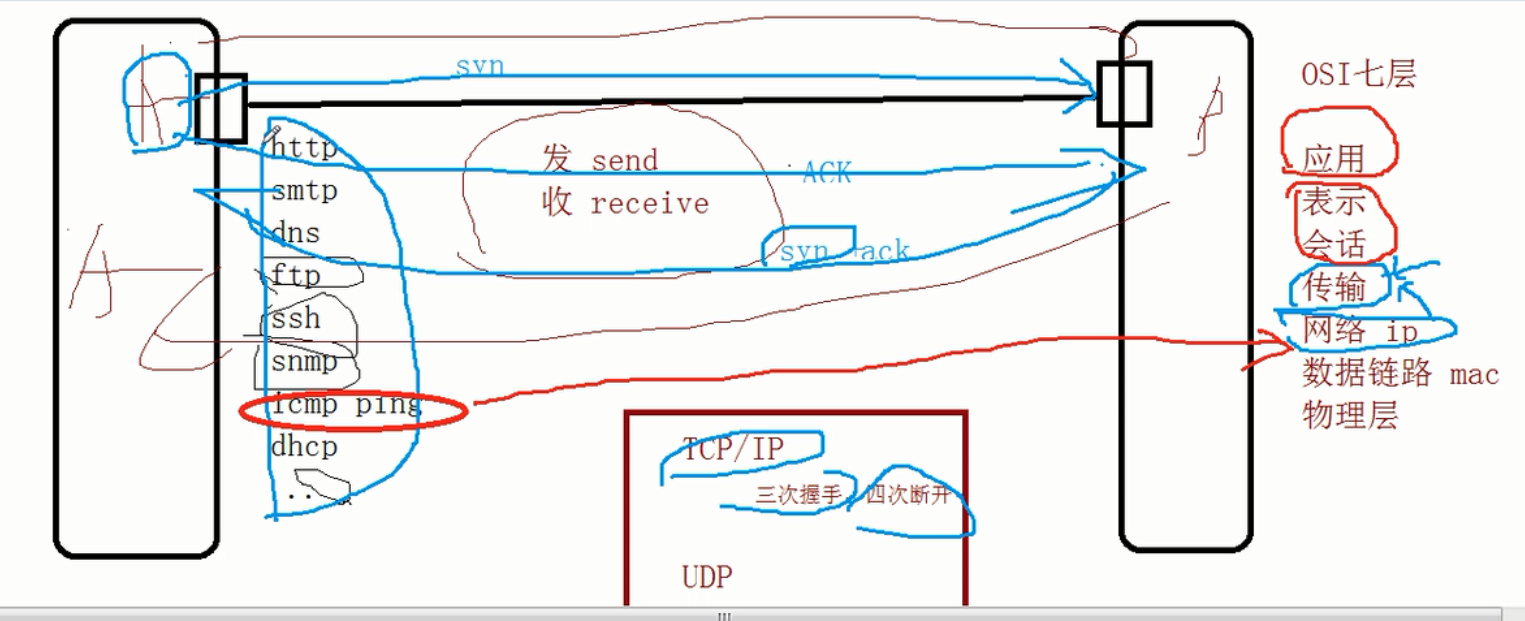 syn
http
smtp
dns
ftp
ssh
snmp
icmp ping
dhcp
..
A
发 send
收 receive
ACK
syn ack
TCP/IP
三次握手 四次断开
UDP
OSI七层
应用
表示
会话
传输
网络 ip
数据链路 mac
物理层